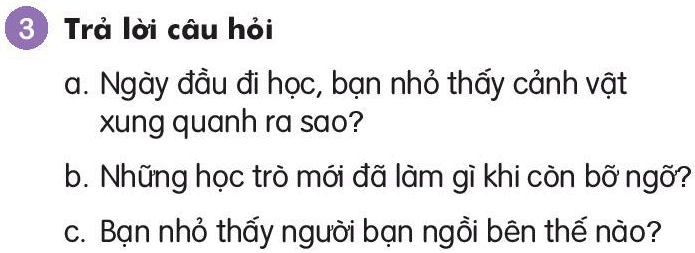 3 Trả lời câu hỏi
a. Ngày đầu đi học, bạn nhỏ thấy cảnh vật
xung quanh ra sao?
b. Những học trò mới đã làm gì khi còn bỡ ngỡ?
c. Bạn nhỏ thấy người bạn ngồi bên thế nào?